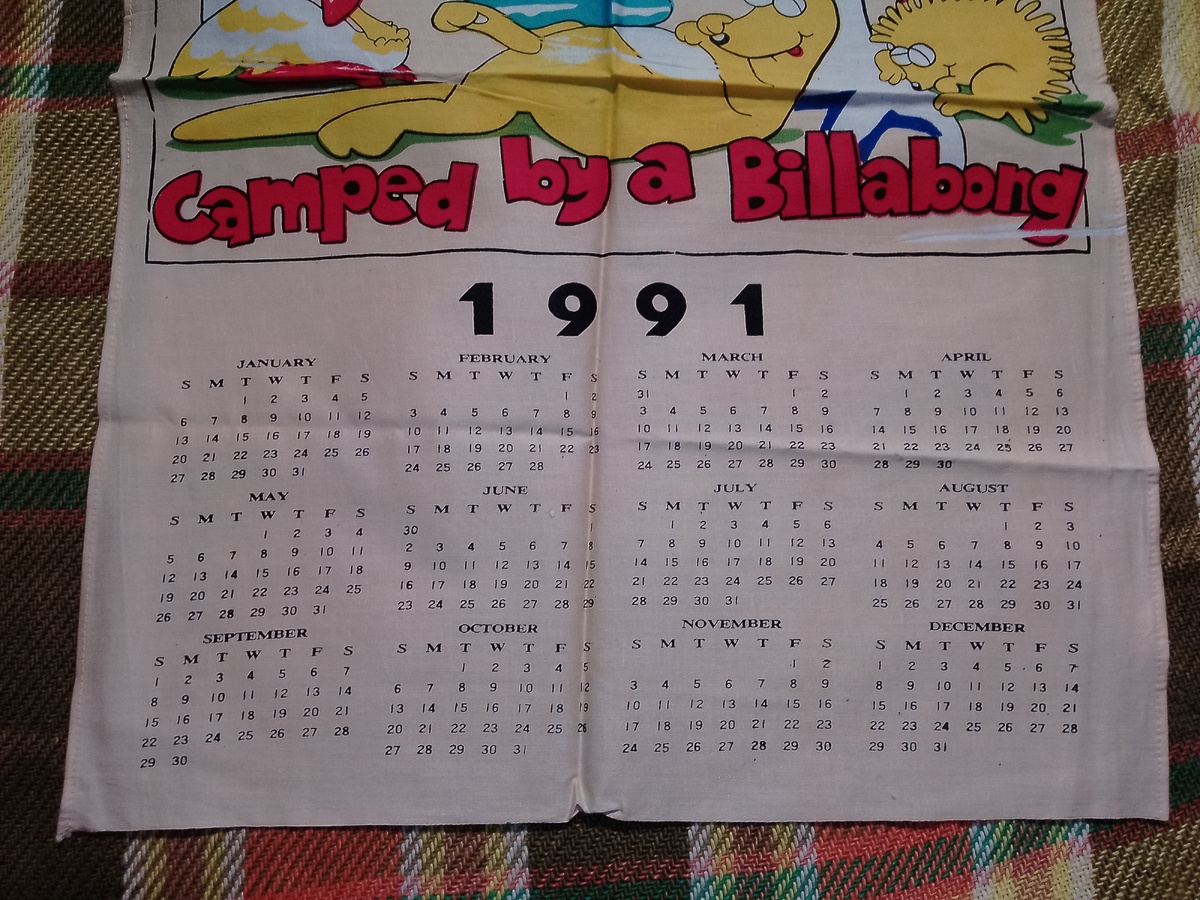 Camped by a Billabong
1991
JANUARY FEBRUARY MARCH APRIL
S M T W T F S S M T W T F S S M T W T F S S M T W T F S
1 2 3 4 5 1 2 31 1 2 1 2 3 4 5 6
6 7 8 9 10 11 12 3 4 5 6 7 8 9 3 4 5 6 7 8 9 7 8 9 10 11 12 13
13 14 15 16 17 18 19 10 11 12 13 14 15 16 10 11 12 13 14 15 16 14 15 16 17 18 19 20
20 21 22 23 24 25 26 17 18 19 20 21 22 23 17 18 19 20 21 22 23 21 22 23 24 25 26 27
27 28 29 30 31 24 25 26 27 28 24 25 26 27 28 29 30 28 29 30
MAY JUNE JULY AUGUST
S M T W T F S S M T W T F S S M T W T F S S M T W T F S
1 2 3 4 30 1 1 2 3 4 5 6 1 2 3
5 6 7 8 9 10 11 2 3 4 5 6 7 8 7 8 9 10 11 12 13 4 5 6 7 8 9 10
12 13 14 15 16 17 18 9 10 11 12 13 14 15 14 15 16 17 18 19 20 11 12 13 14 15 16 17
19 20 21 22 23 24 25 16 17 18 19 20 21 22 21 22 23 24 25 26 27 18 19 20 21 22 23 24
26 27 28 29 30 31 23 24 25 26 27 28 29 28 29 30 31 25 26 27 28 29 30 31
SEPTEMBER OCTOBER NOVEMBER DECEMBER
S M T W T F S S M T W T F S S M T W T F S S M T W T F S
1 2 3 4 5 6 7 1 2 3 4 5 1 2 1 2 3 4 5 6 7
8 9 10 11 12 13 14 6 7 8 9 10 11 12 3 4 5 6 7 8 9 8 9 10 11 12 13 14
15 16 17 18 19 20 21 13 14 15 16 17 18 19 10 11 12 13 14 15 16 15 16 17 18 19 20 21
22 23 24 25 26 27 28 20 21 22 23 24 25 26 17 18 19 20 21 22 23 22 23 24 25 26 27 28
29 30 27 28 29 30 31 24 25 26 27 28 29 30 29 30 31